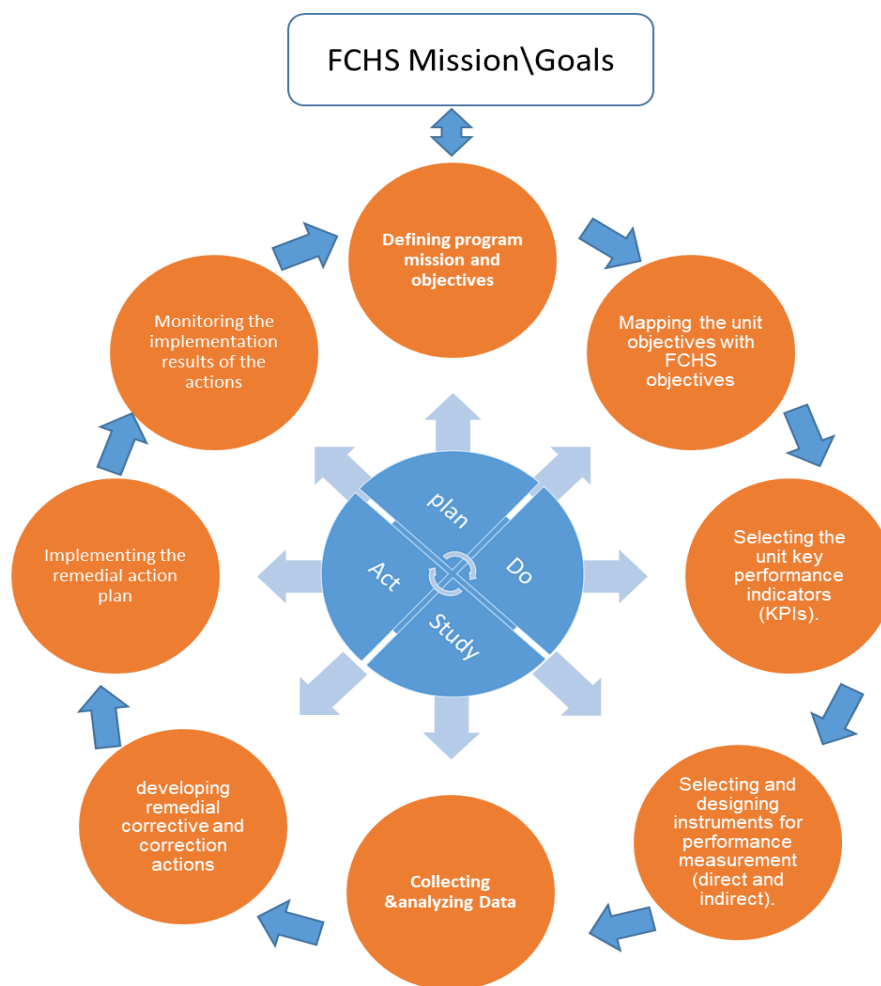 FCHS Mission\Goals
Defining program
mission and
objectives
Mapping the unit
objectives with
FCHS
objectives
Selecting the
unit key
performance
indicators
(KPIs).
Selecting and
designing
instruments for
performance
measurement
(direct and
indirect).
Collecting
&analyzing Data
developing
remedial
corrective and
correction
actions
Implementing the
remedial action
plan
Monitoring the
implementation
results of the
actions
plan
Do
Study
Act